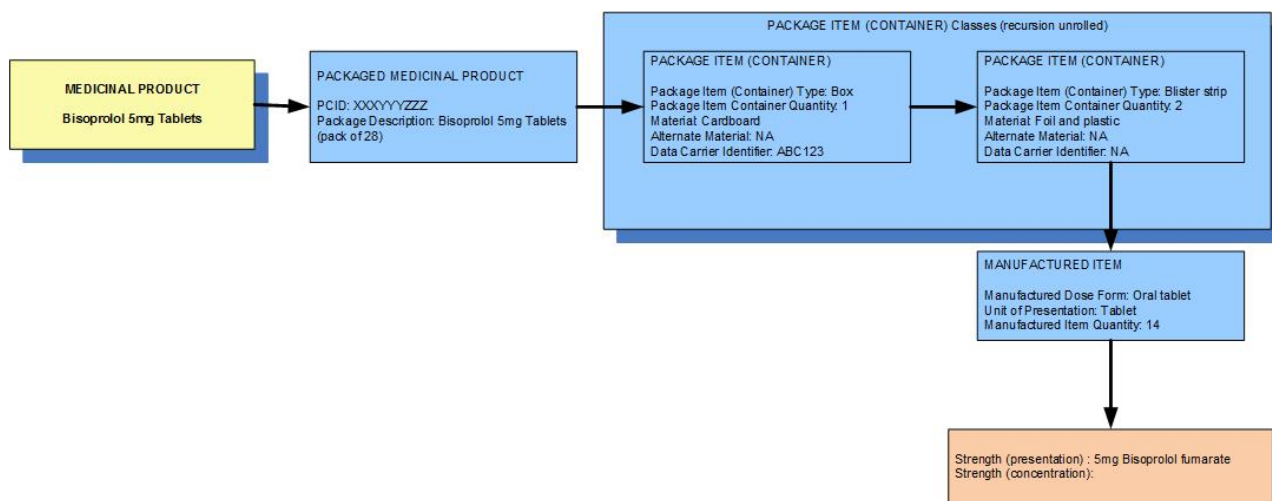 MEDICINAL PRODUCT
Bisoprolol 5mg Tablets
PACKAGED MEDICINAL PRODUCT
PCID: XXXYYYZZZ
Package Description: Bisoprolol 5mg Tablets
(pack of 28)
PACKAGE ITEM (CONTAINER) Classes (recursion unrolled)
PACKAGE ITEM (CONTAINER)
Package Item (Container) Type: Box
Package Item Container Quantity: 1
Material: Cardboard
Alternate Material: NA
Data Carrier Identifier: ABC123
PACKAGE ITEM (CONTAINER)
Package Item (Container) Type: Blister strip
Package Item Container Quantity: 2
Material: Foil and plastic
Alternate Material: NA
Data Carrier Identifier: NA
MANUFACTURED ITEM
Manufactured Dose Form: Oral tablet
Unit of Presentation: Tablet
Manufactured Item Quantity: 14
Strength (presentation) : 5mg Bisoprolol fumarate
Strength (concentration):